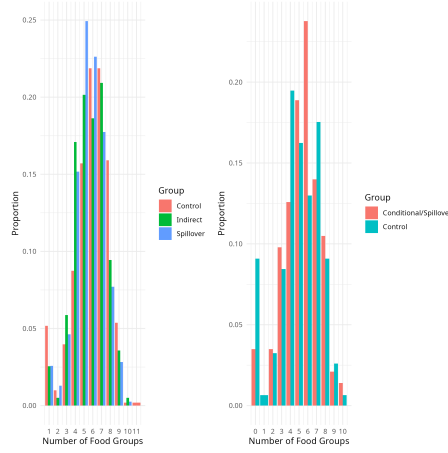 0.25
0.20
0.15
0.10
0.05
0.00
Proportion
1 2 3 4 5 6 7 8 9 10 11
Number of Food Groups
Group
Control
Indirect
Spillover
0.20
0.15
0.10
0.05
0.00
Proportion
0 1 2 3 4 5 6 7 8 9 10
Number of Food Groups
Group
Conditional/Spillove
Control